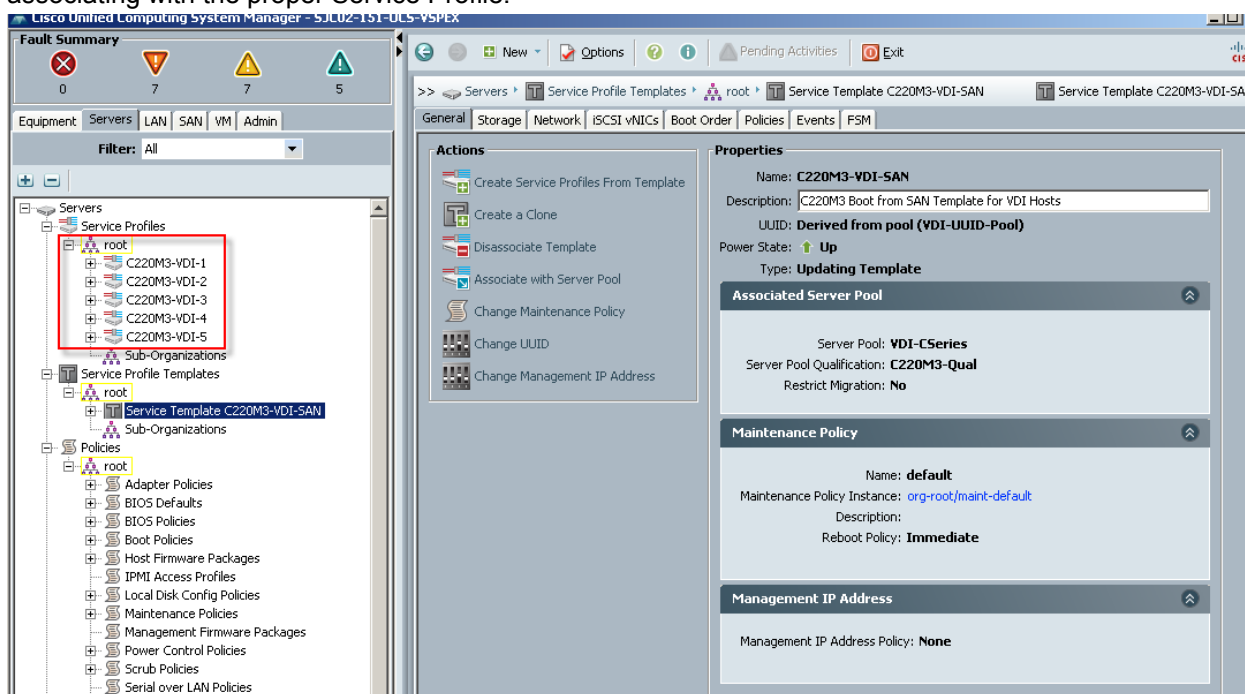 associating with the proper Service Profile.
Cisco Unified Computing System Manager - SJC02-151-UCS-VSPEX
Fault Summary
0 7 7 5
New Options Pending Activities Exit
>> Servers Service Profile Templates root Service Template C220M3-VDI-SAN Service Template C220M3-VDI-SA
Equipment Servers LAN SAN VM Admin
Filter: All
Servers
Service Profiles
root
C220M3-VDI-1
C220M3-VDI-2
C220M3-VDI-3
C220M3-VDI-4
C220M3-VDI-5
Sub-Organizations
Service Profile Templates
root
Service Template C220M3-VDI-SAN
Sub-Organizations
Policies
root
Adapter Policies
BIOS Defaults
BIOS Policies
Boot Policies
Host Firmware Packages
IPMI Access Profiles
Local Disk Config Policies
Maintenance Policies
Management Firmware Packages
Power Control Policies
Scrub Policies
Serial over LAN Policies
General Storage Network iSCSI vNICs Boot Order Policies Events FSM
Actions
Create Service Profiles From Template
Create a Clone
Disassociate Template
Associate with Server Pool
Change Maintenance Policy
Change UUID
Change Management IP Address
Properties
Name: C220M3-VDI-SAN
Description: C220M3 Boot from SAN Template for VDI Hosts
UUID: Derived from pool (VDI-UUID-Pool)
Power State: Up
Type: Updating Template
Associated Server Pool
Server Pool: VDI-CSeries
Server Pool Qualification: C220M3-Qual
Restrict Migration: No
Maintenance Policy
Name: default
Maintenance Policy Instance: org-root/maint-default
Description:
Reboot Policy: Immediate
Management IP Address
Management IP Address Policy: None